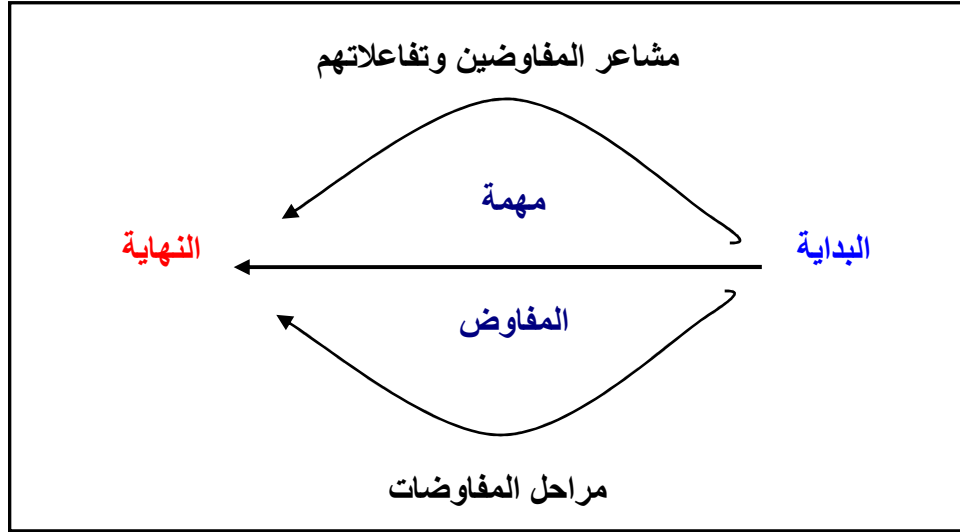 مشاعر المفاوضين وتفاعلاتهم
مهمة
البداية
النهاية
المفاوض
مراحل المفاوضات